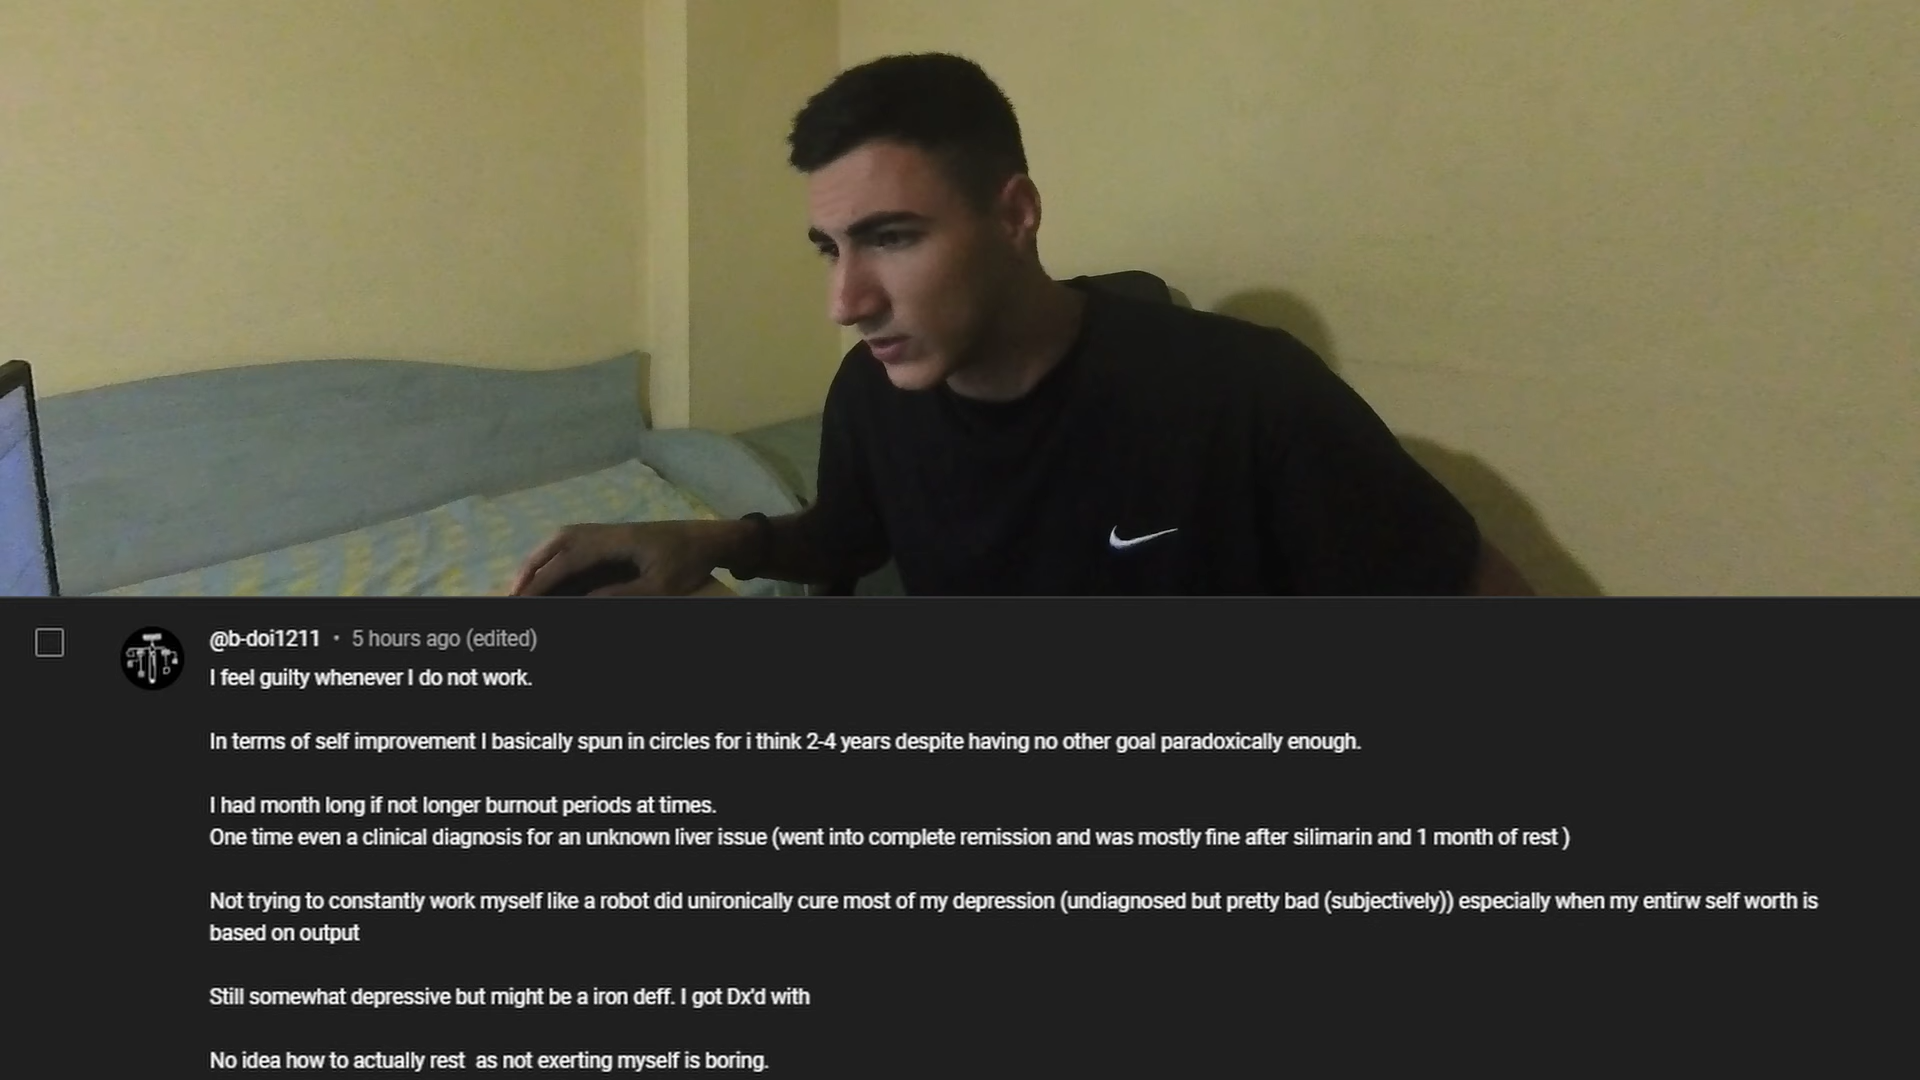 @b-doi1211 • 5 hours ago (edited)
I feel guilty whenever I do not work.
In terms of self improvement I basically spun in circles for i think 2-4 years despite having no other goal paradoxically enough.
I had month long if not longer burnout periods at times.
One time even a clinical diagnosis for an unknown liver issue (went into complete remission and was mostly fine after silimarin and 1 month of rest )
Not trying to constantly work myself like a robot did unironically cure most of my depression (undiagnosed but pretty bad (subjectively)) especially when my entirw self worth is
based on output
Still somewhat depressive but might be a iron deff. I got Dx'd with
No idea how to actually rest  as not exerting myself is boring.